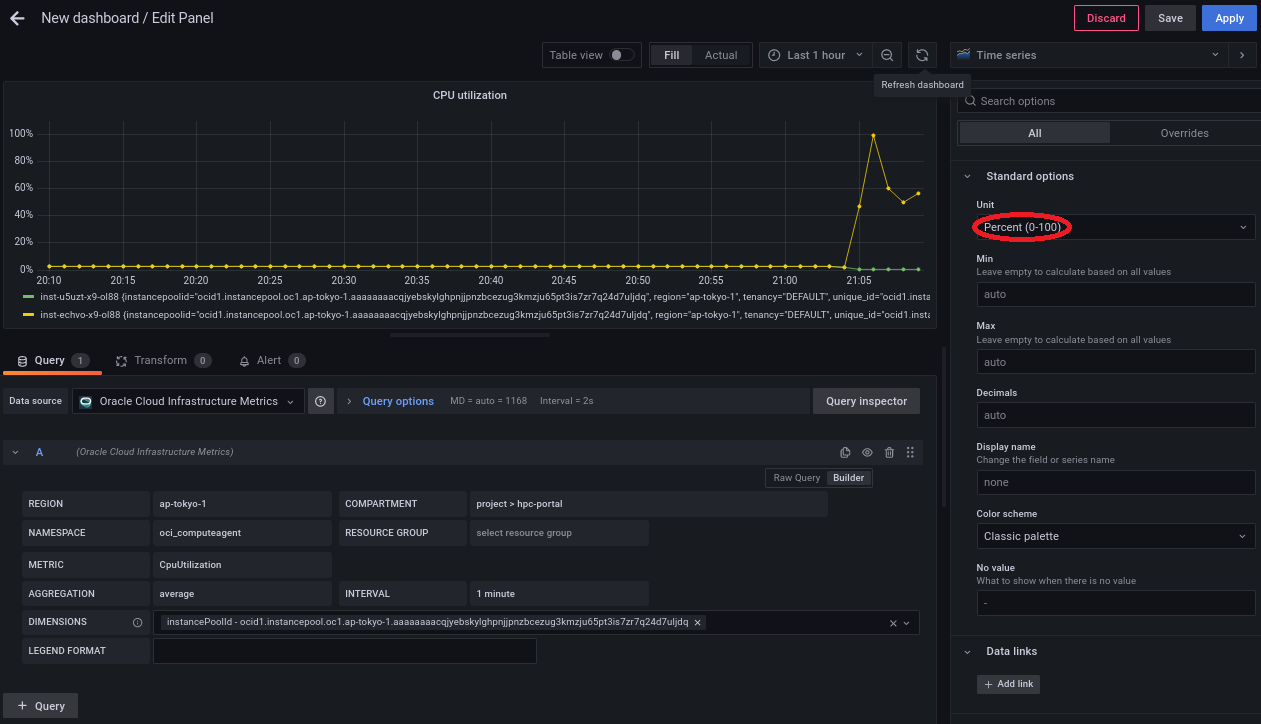 New dashboard / Edit Panel
Discard
Save
Apply
Table view
Fill
Actual
Last 1 hour
Time series
Refresh dashboard
CPU utilization
Search options
All
Overrides
100%
80%
60%
40%
20%
0%
20:10 20:15 20:20 20:25 20:30 20:35 20:40 20:45 20:50 20:55 21:00 21:05
inst-u5uzt-x9-ol88 {instancepoolid="ocid1.instancepool.oc1.ap-tokyo-1.aaaaaaaacqjyebskylghpnjjpnzbcezug3kmzju65pt3is7zr7q24d7uljdq", region="ap-tokyo-1", tenancy="DEFAULT", unique_id="ocid1.insta
inst-echvo-x9-ol88 {instancepoolid="ocid1.instancepool.oc1.ap-tokyo-1.aaaaaaaacqjyebskylghpnjjpnzbcezug3kmzju65pt3is7zr7q24d7uljdq", region="ap-tokyo-1", tenancy="DEFAULT", unique_id="ocid1.insta
Query 1
Transform 0
Alert 0
Data source
Oracle Cloud Infrastructure Metrics
Query options
MD = auto = 1168
Interval = 2s
Query inspector
A
(Oracle Cloud Infrastructure Metrics)
Raw Query
Builder
REGION
ap-tokyo-1
COMPARTMENT
project > hpc-portal
NAMESPACE
oci_computeagent
RESOURCE GROUP
select resource group
METRIC
CpuUtilization
AGGREGATION
average
INTERVAL
1 minute
DIMENSIONS
instancePoolId - ocid1.instancepool.oc1.ap-tokyo-1.aaaaaaaacqjyebskylghpnjjpnzbcezug3kmzju65pt3is7zr7q24d7uljdq
LEGEND FORMAT
+ Query
Standard options
Unit
Percent (0-100)
Min
Leave empty to calculate based on all values
auto
Max
Leave empty to calculate based on all values
auto
Decimals
auto
Display name
Change the field or series name
none
Color scheme
Classic palette
No value
What to show when there is no value
-
Data links
+ Add link